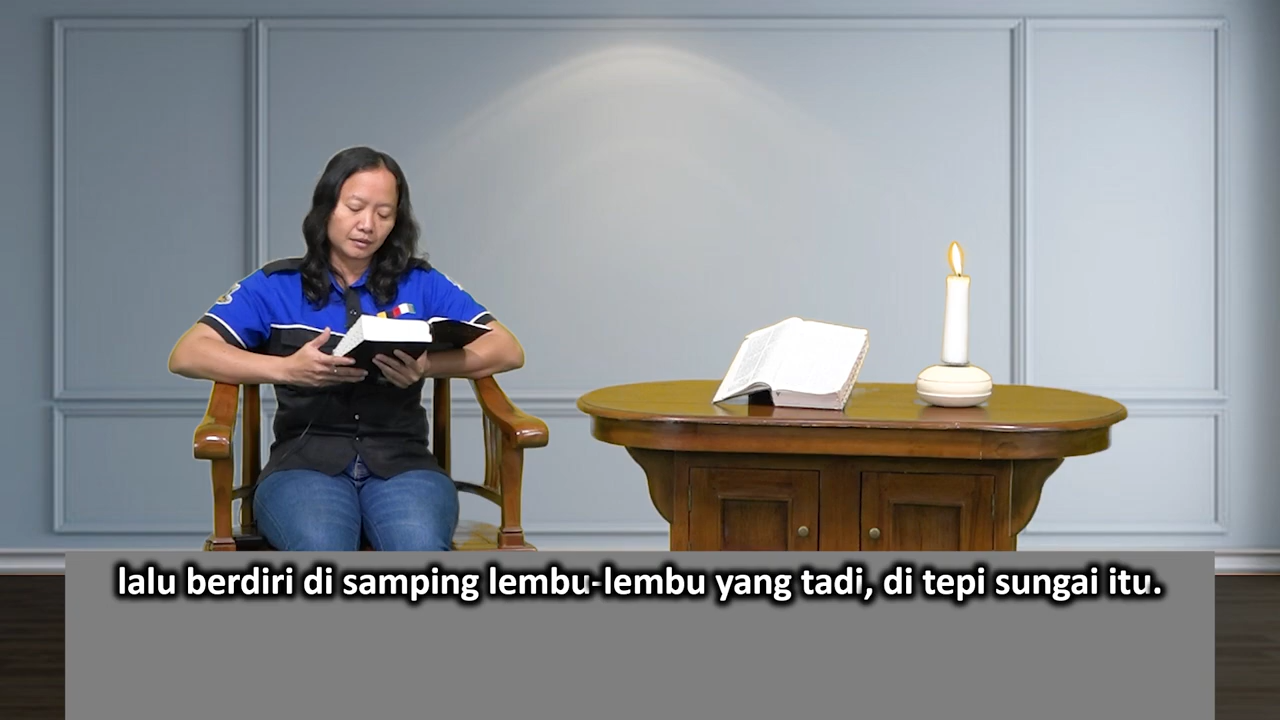 lalu berdiri di samping lembu-lembu yang tadi, di tepi sungai itu.